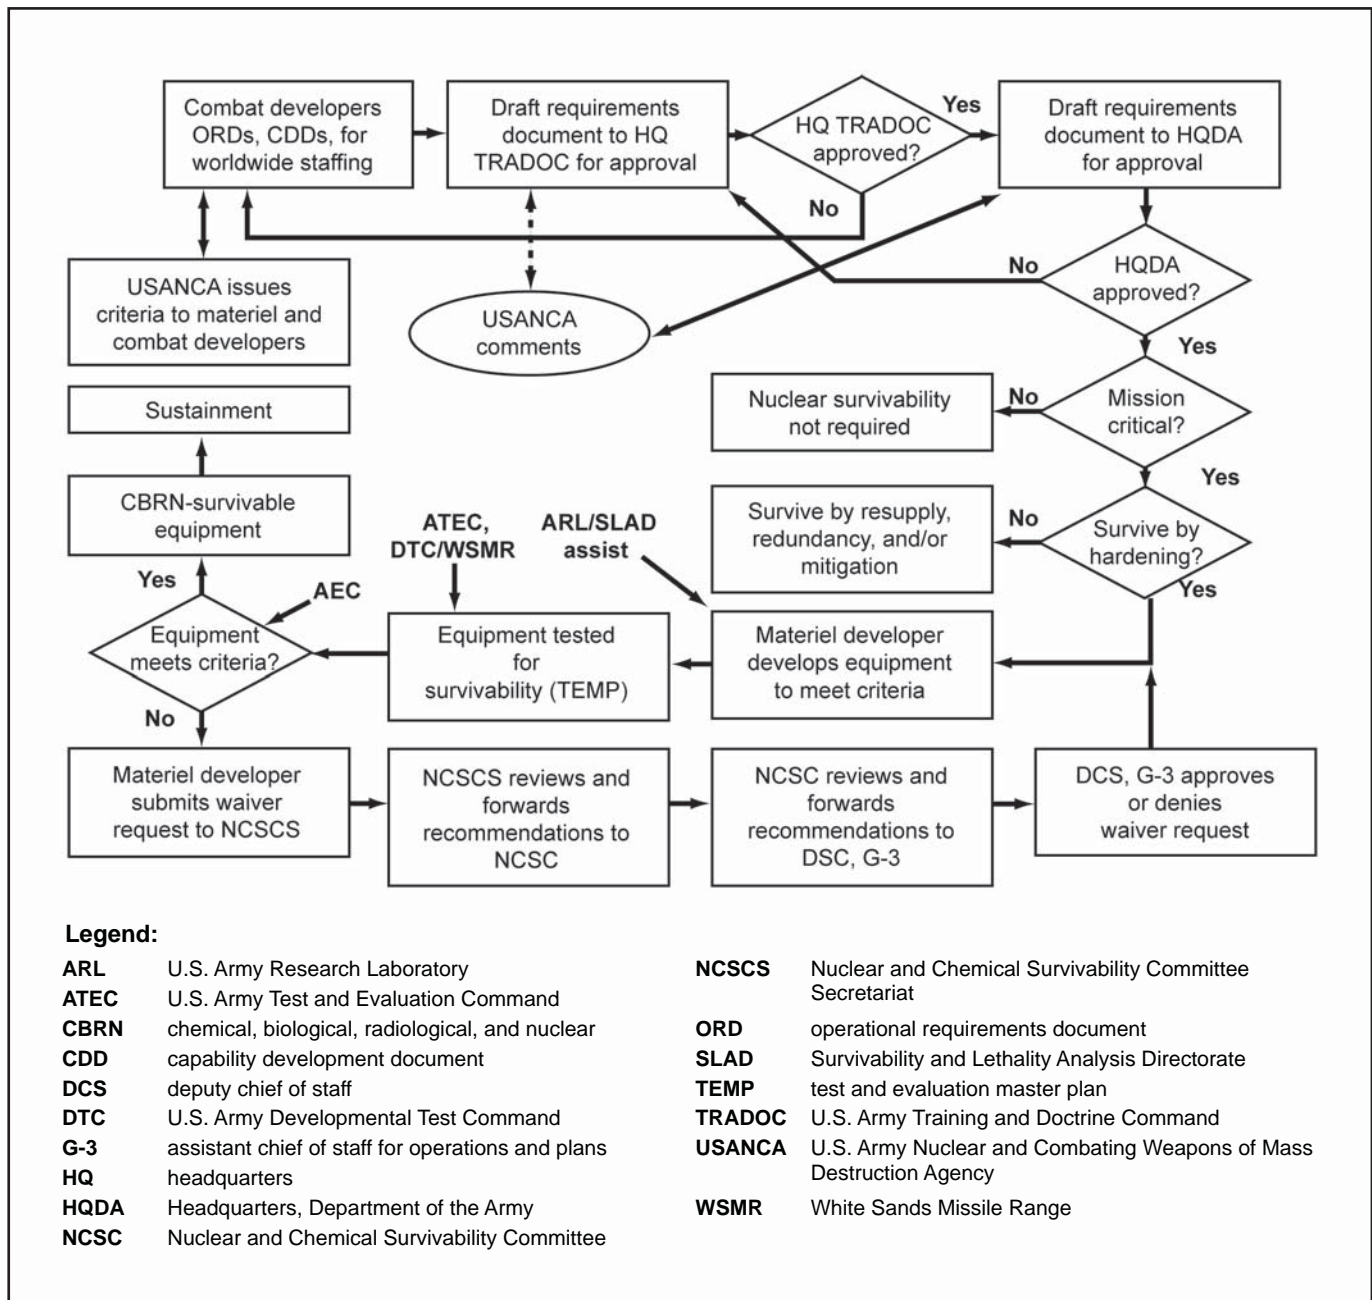 Combat developers
ORDs, CDDs, for
worldwide staffing
Draft requirements
document to HQ
TRADOC for approval
HQ TRADOC
approved?
Yes
No
Draft requirements
document to HQDA
for approval
USANCA issues
criteria to materiel and
combat developers
USANCA
comments
No
HQDA
approved?
Yes
Sustainment
Nuclear survivability
not required
No
Mission
critical?
Yes
CBRN-survivable
equipment
ATEC,
DTC/WSMR
ARL/SLAD
assist
Survive by resupply,
redundancy, and/or
mitigation
No
Survive by
hardening?
Yes
Yes
AEC
Equipment
meets criteria?
No
Equipment tested
for
survivability (TEMP)
Materiel developer
develops equipment
to meet criteria
Materiel developer
submits waiver
request to NCSCS
NCSCS reviews and
forwards
recommendations to
NCSC
NCSC reviews and
forwards
recommendations to
DSC, G-3
DCS, G-3 approves
or denies
waiver request
Legend:
ARL U.S. Army Research Laboratory
ATEC U.S. Army Test and Evaluation Command
CBRN chemical, biological, radiological, and nuclear
CDD capability development document
DCS deputy chief of staff
DTC U.S. Army Developmental Test Command
G-3 assistant chief of staff for operations and plans
HQ headquarters
HQDA Headquarters, Department of the Army
NCSC Nuclear and Chemical Survivability Committee
NCSCS Nuclear and Chemical Survivability Committee
Secretariat
ORD operational requirements document
SLAD Survivability and Lethality Analysis Directorate
TEMP test and evaluation master plan
TRADOC U.S. Army Training and Doctrine Command
USANCA U.S. Army Nuclear and Combating Weapons of Mass
Destruction Agency
WSMR White Sands Missile Range